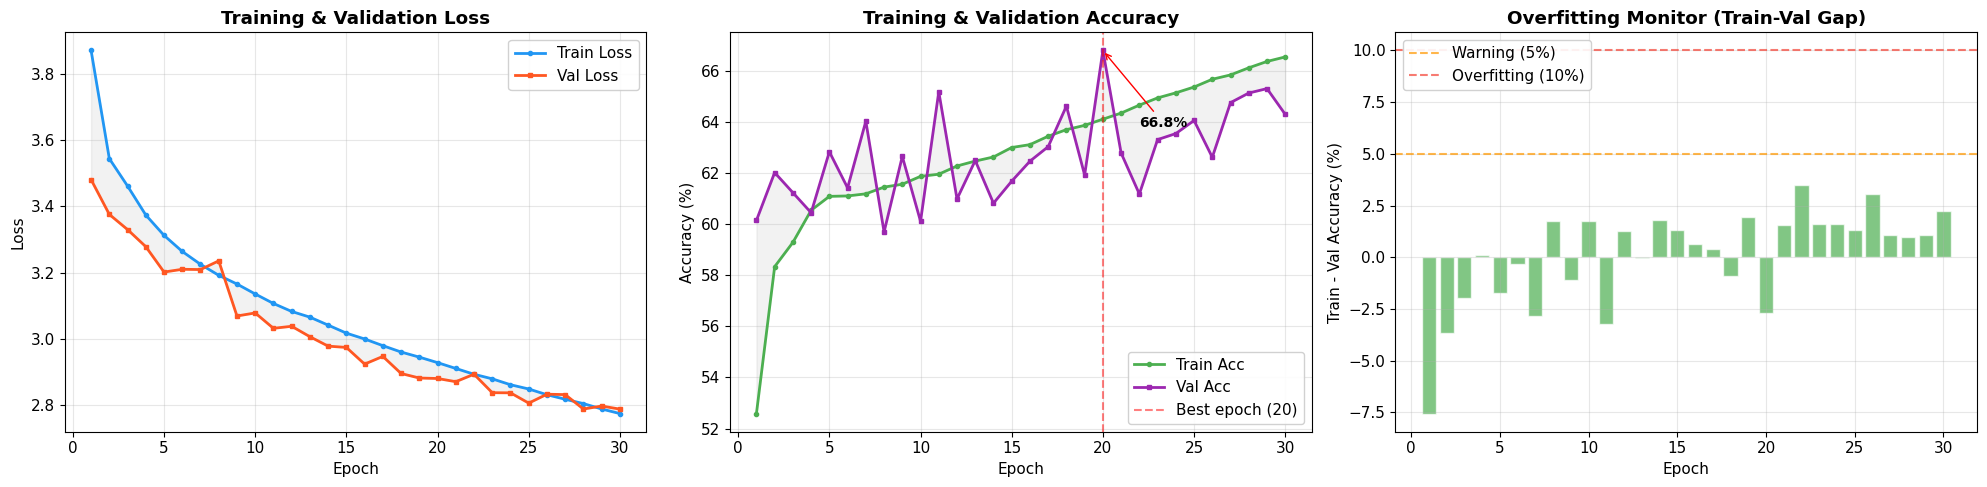 Training & Validation Loss
Train Loss
Val Loss
3.8
3.6
3.4
3.2
3.0
2.8
Loss
0 5 10 15 20 25 30
Epoch
Training & Validation Accuracy
66
64
62
60
58
56
54
52
Accuracy (%)
66.8%
Train Acc
Val Acc
Best epoch (20)
0 5 10 15 20 25 30
Epoch
Overfitting Monitor (Train-Val Gap)
Warning (5%)
Overfitting (10%)
10.0
7.5
5.0
2.5
0.0
−2.5
−5.0
−7.5
Train - Val Accuracy (%)
0 5 10 15 20 25 30
Epoch